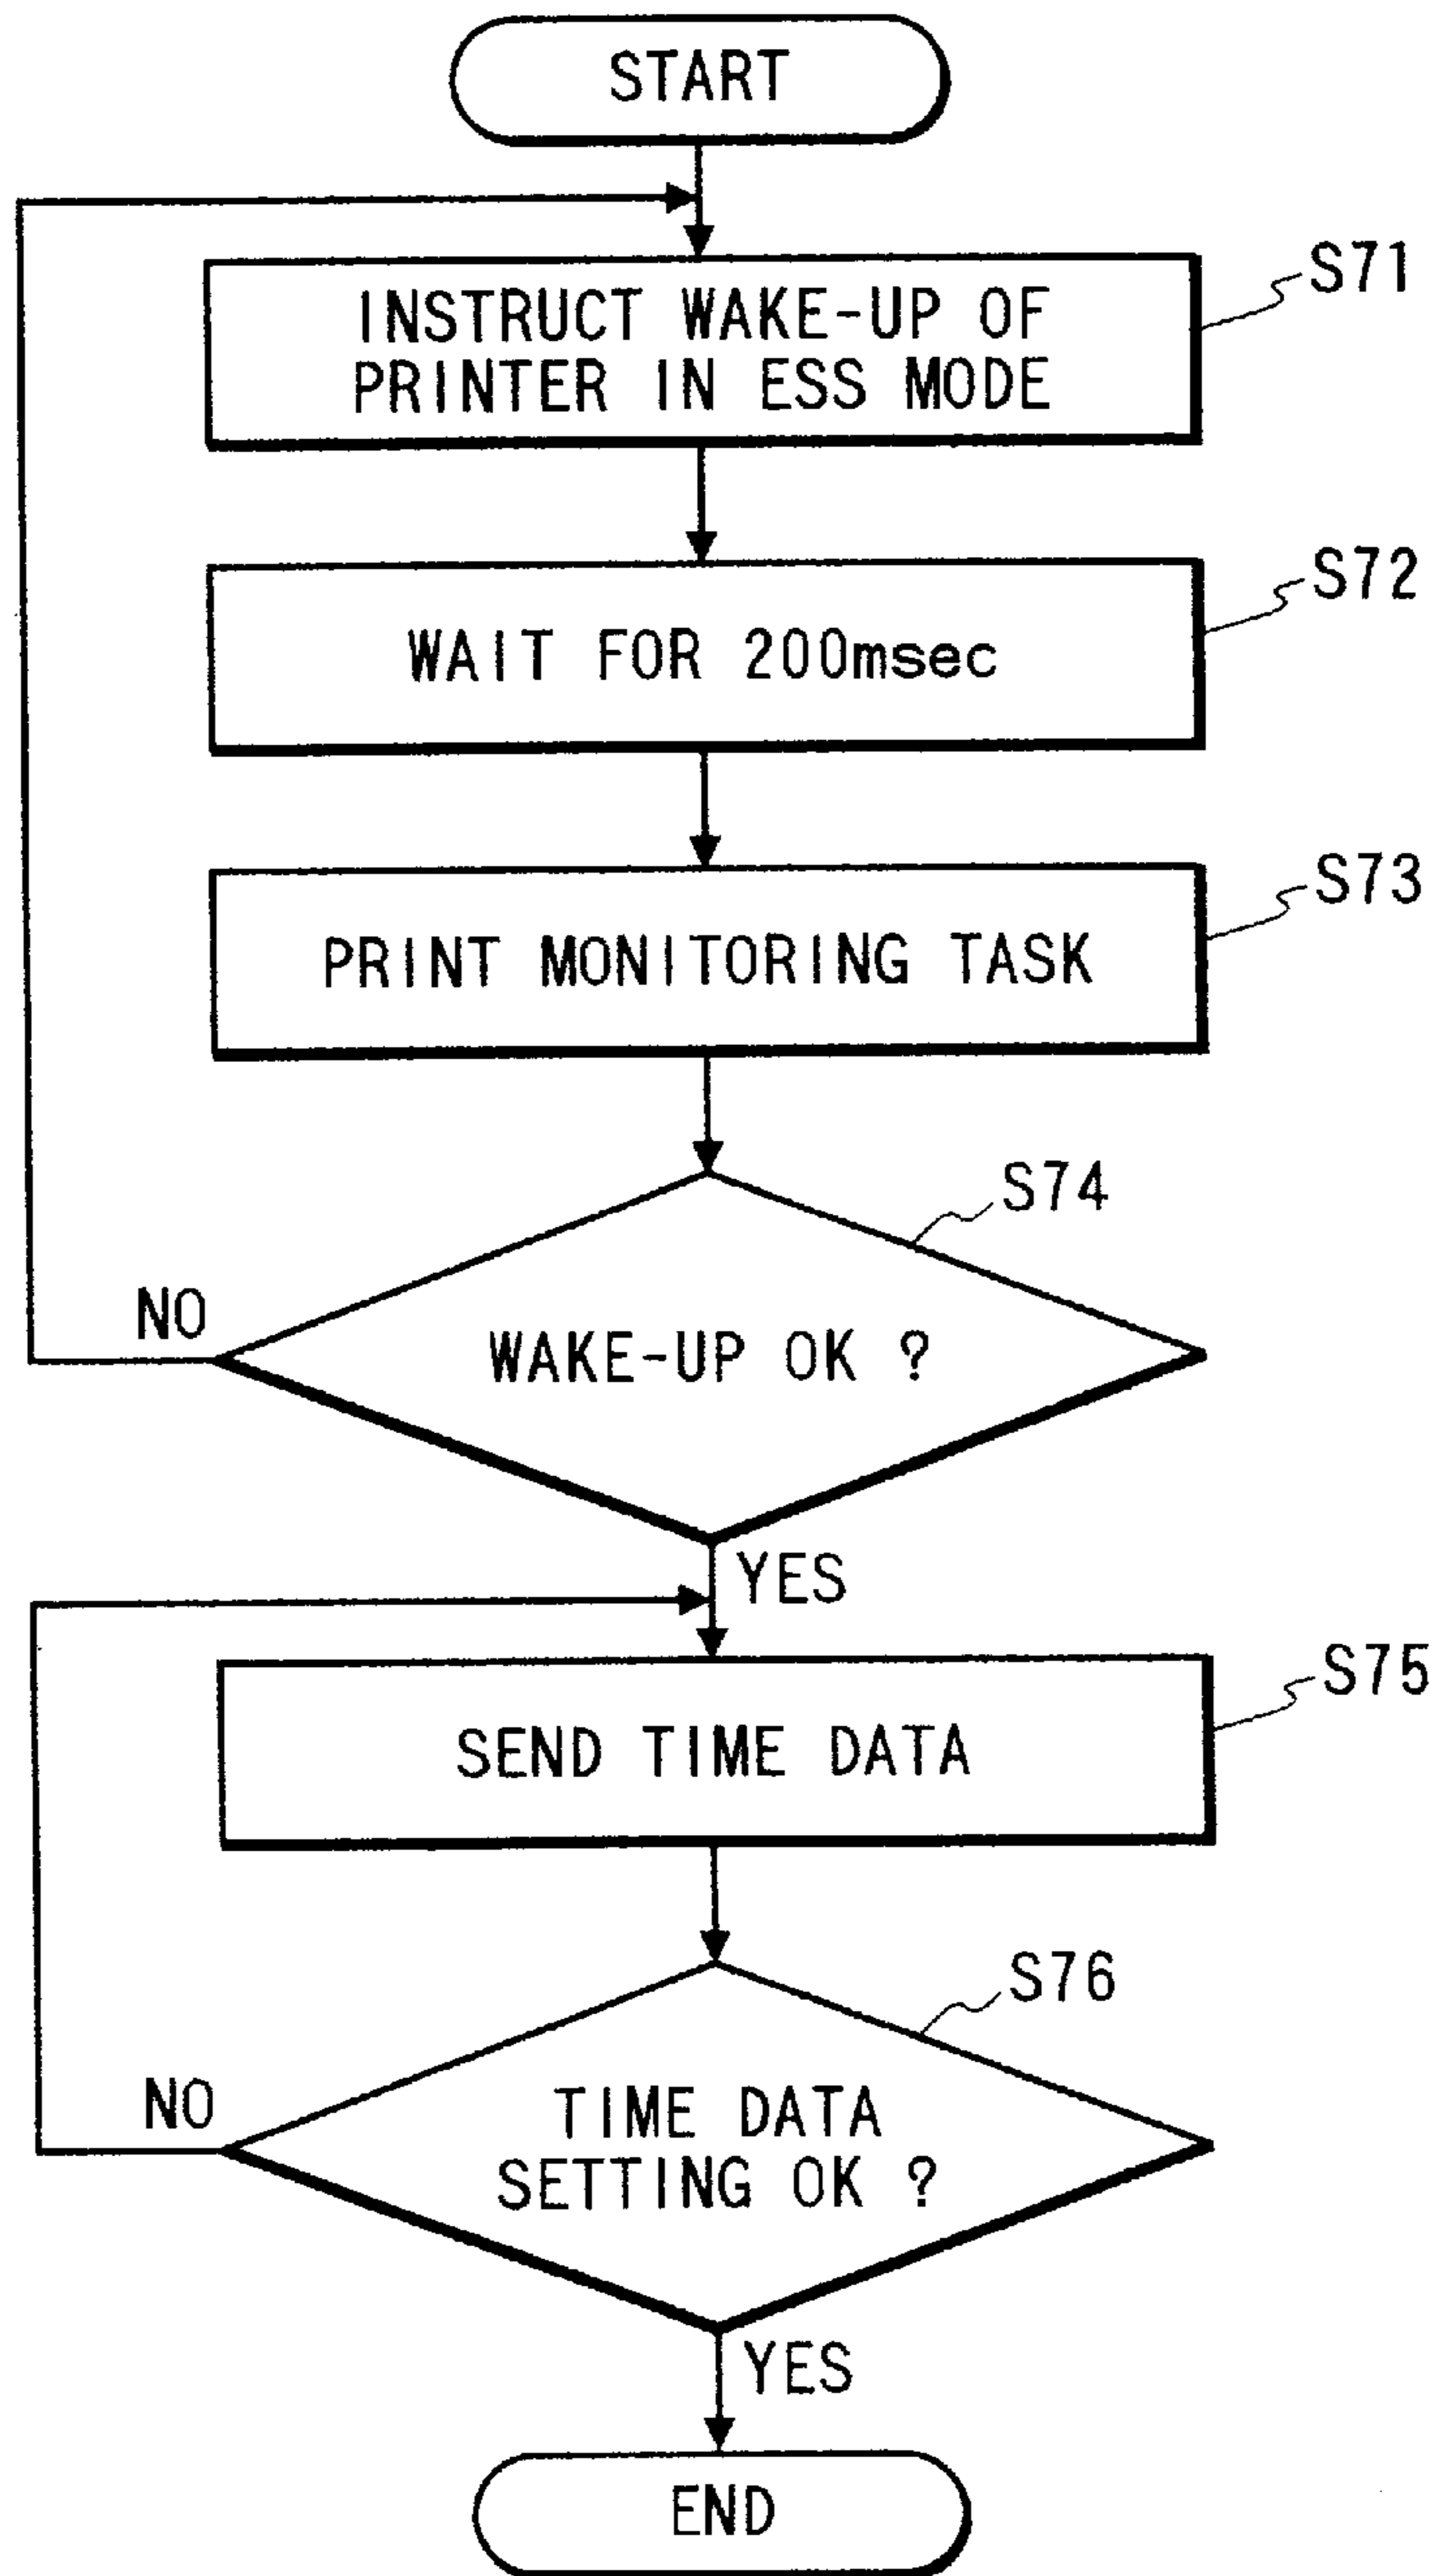 START
S71
INSTRUCT WAKE-UP OF
PRINTER IN ESS MODE
S72
WAIT FOR 200msec
S73
PRINT MONITORING TASK
S74
NO
WAKE-UP OK ?
YES
S75
SEND TIME DATA
S76
NO
TIME DATA
SETTING OK ?
YES
END